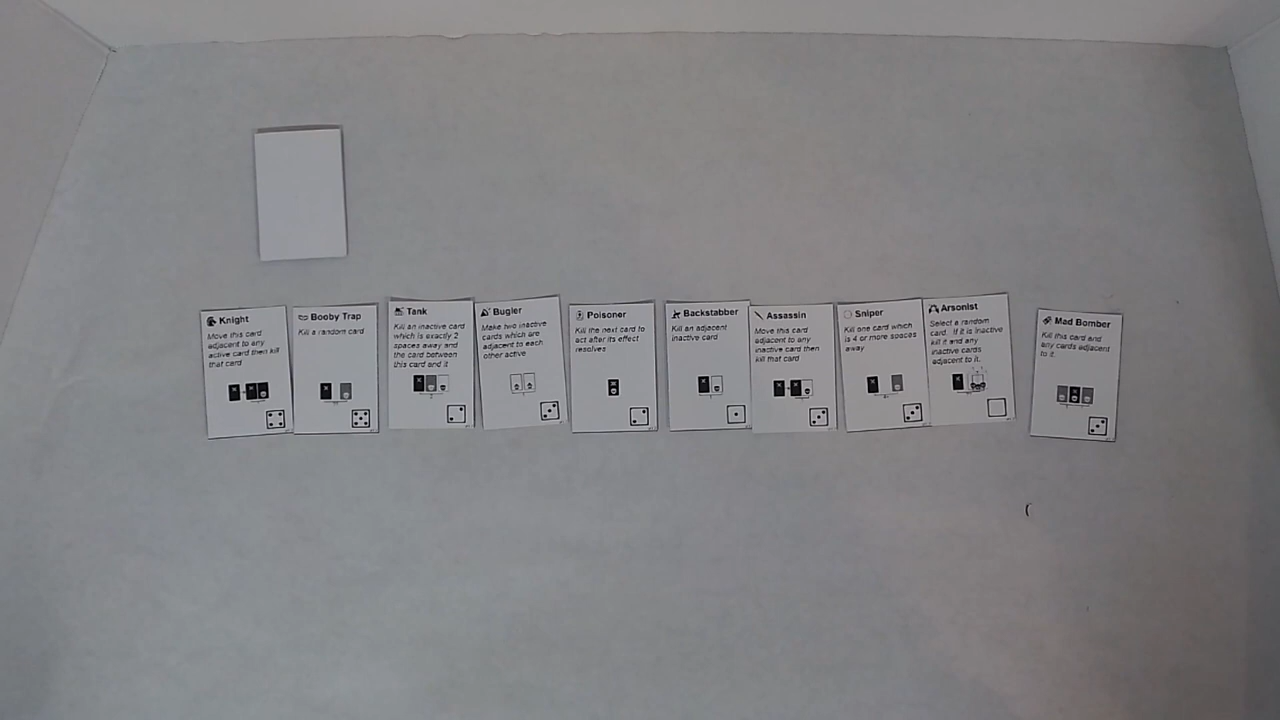 Knight
Move this card
adjacent to any
active card then kill
that card
Booby Trap
Kill a random card
Tank
Kill an inactive card
which is exactly 2
spaces away and
the card between
this card and it
Bugler
Make two inactive
cards which are
adjacent to each
other active
Poisoner
Kill the next card to
act after its effect
resolves
Backstabber
Kill an adjacent
inactive card
Assassin
Move this card
adjacent to any
inactive card then
kill that card
Sniper
Kill one card which
is 4 or more spaces
away
Arsonist
Select a random
card. If it is inactive
kill it and any
inactive cards
adjacent to it.
Mad Bomber
Kill this card and
any cards adjacent
to it.